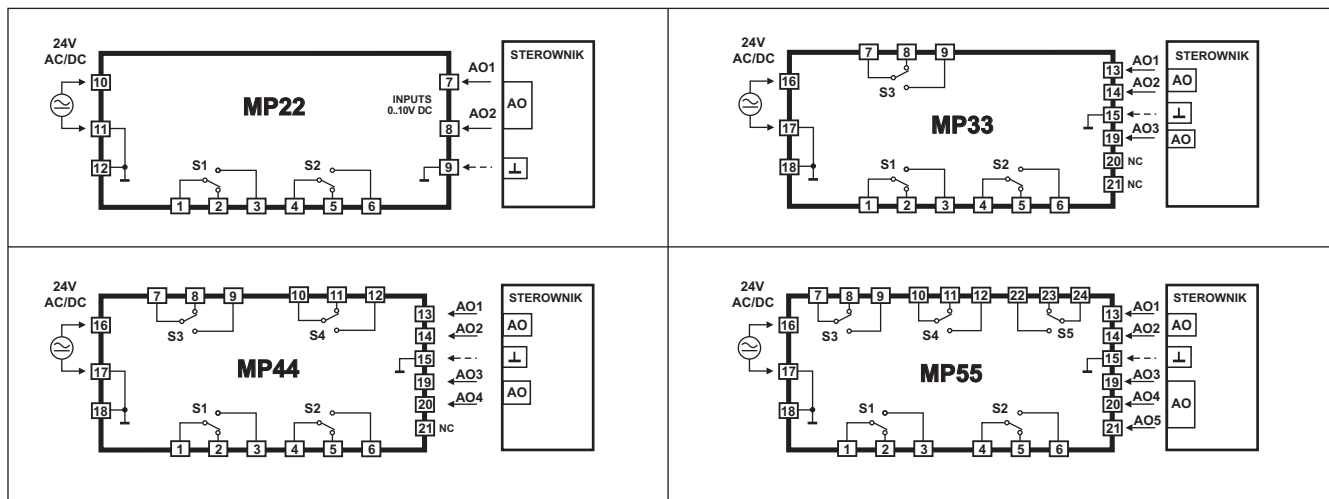 24V
AC/DC
10
11
12
MP22
INPUTS
0..10V DC
S1
S2
1 2 3 4 5 6
7
8
9
AO1
AO2
STEROWNIK
AO
⊥
24V
AC/DC
16
17
18
7 8 9
S3
MP33
S1
S2
1 2 3 4 5 6
13
14
15
19
20 NC
21 NC
AO1
AO2
AO3
STEROWNIK
AO
⊥
AO
24V
AC/DC
16
17
18
7 8 9 10 11 12
S3
S4
MP44
S1
S2
1 2 3 4 5 6
13
14
15
19
20
21 NC
AO1
AO2
AO3
AO4
STEROWNIK
AO
⊥
AO
24V
AC/DC
16
17
18
7 8 9 10 11 12 22 23 24
S3
S4
S5
MP55
S1
S2
1 2 3 4 5 6
13
14
15
19
20
21
AO1
AO2
AO3
AO4
AO5
STEROWNIK
AO
⊥
AO